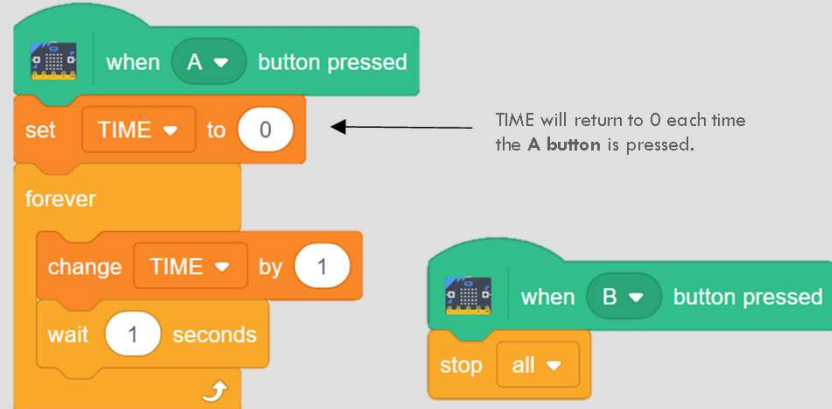 when A button pressed
set TIME to 0
TIME will return to 0 each time
the A button is pressed.
forever
change TIME by 1
wait 1 seconds
when B button pressed
stop all